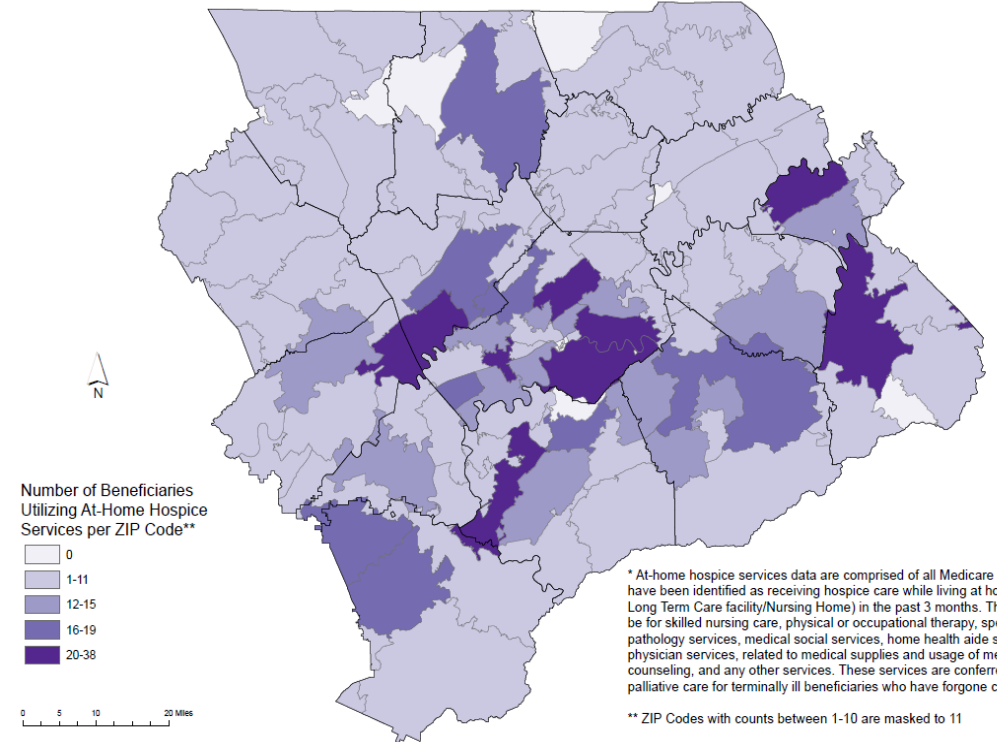 N
Number of Beneficiaries
Utilizing At-Home Hospice
Services per ZIP Code**
0
1-11
12-15
16-19
20-38
0 5 10 20 Miles
* At-home hospice services data are comprised of all Medicare
have been identified as receiving hospice care while living at
Long Term Care facility/Nursing Home) in the past 3 months.
be for skilled nursing care, physical or occupational therapy,
pathology services, medical social services, home health aide
physician services, related to medical supplies and usage of
counseling, and any other services. These services are
palliative care for terminally ill beneficiaries who have forgone
** ZIP Codes with counts between 1-10 are masked to 11